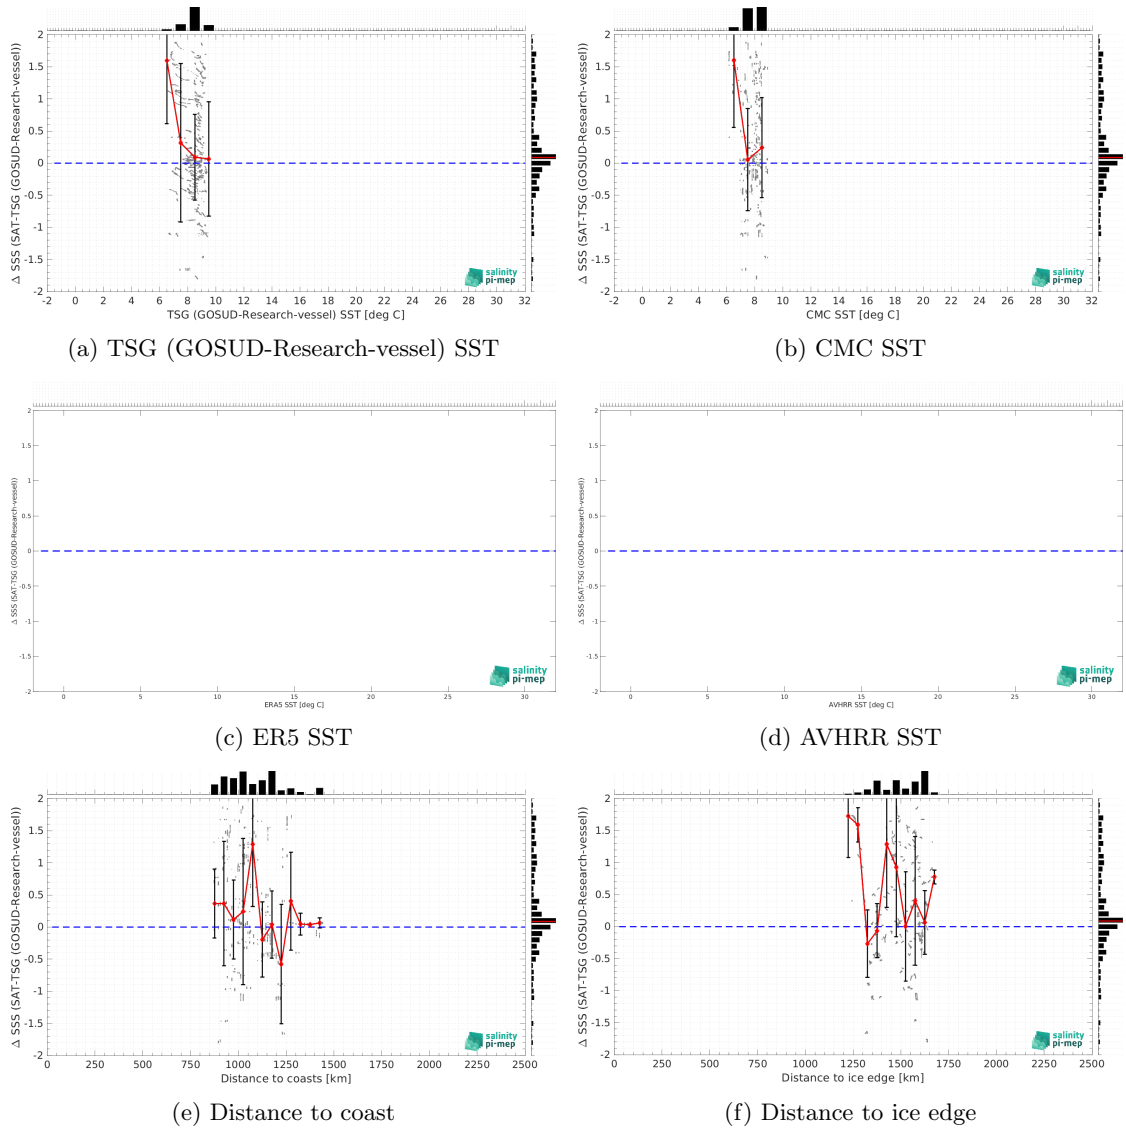 2
1.5
1
0.5
0
-0.5
-1
-1.5
-2
Δ SSS (SAT-TSG (GOSUD-Research-vessel))
-2 0 2 4 6 8 10 12 14 16 18 20 22 24 26 28 30 32
TSG (GOSUD-Research-vessel) SST [deg C]
salinity
pi-mep
(a) TSG (GOSUD-Research-vessel) SST
2
1.5
1
0.5
0
-0.5
-1
-1.5
-2
Δ SSS (SAT-TSG (GOSUD-Research-vessel))
-2 0 2 4 6 8 10 12 14 16 18 20 22 24 26 28 30 32
CMC SST [deg C]
salinity
pi-mep
(b) CMC SST
2
1.5
1
0.5
0
-0.5
-1
-1.5
-2
Δ SSS (SAT-TSG (GOSUD-Research-vessel))
0 5 10 15 20 25 30
ERA5 SST [deg C]
salinity
pi-mep
(c) ER5 SST
2
1.5
1
0.5
0
-0.5
-1
-1.5
-2
Δ SSS (SAT-TSG (GOSUD-Research-vessel))
0 5 10 15 20 25 30
AVHRR SST [deg C]
salinity
pi-mep
(d) AVHRR SST
2
1.5
1
0.5
0
-0.5
-1
-1.5
-2
Δ SSS (SAT-TSG (GOSUD-Research-vessel))
0 250 500 750 1000 1250 1500 1750 2000 2250 2500
Distance to coasts [km]
salinity
pi-mep
(e) Distance to coast
2
1.5
1
0.5
0
-0.5
-1
-1.5
-2
Δ SSS (SAT-TSG (GOSUD-Research-vessel))
0 250 500 750 1000 1250 1500 1750 2000 2250 2500
Distance to ice edge [km]
salinity
pi-mep
(f) Distance to ice edge